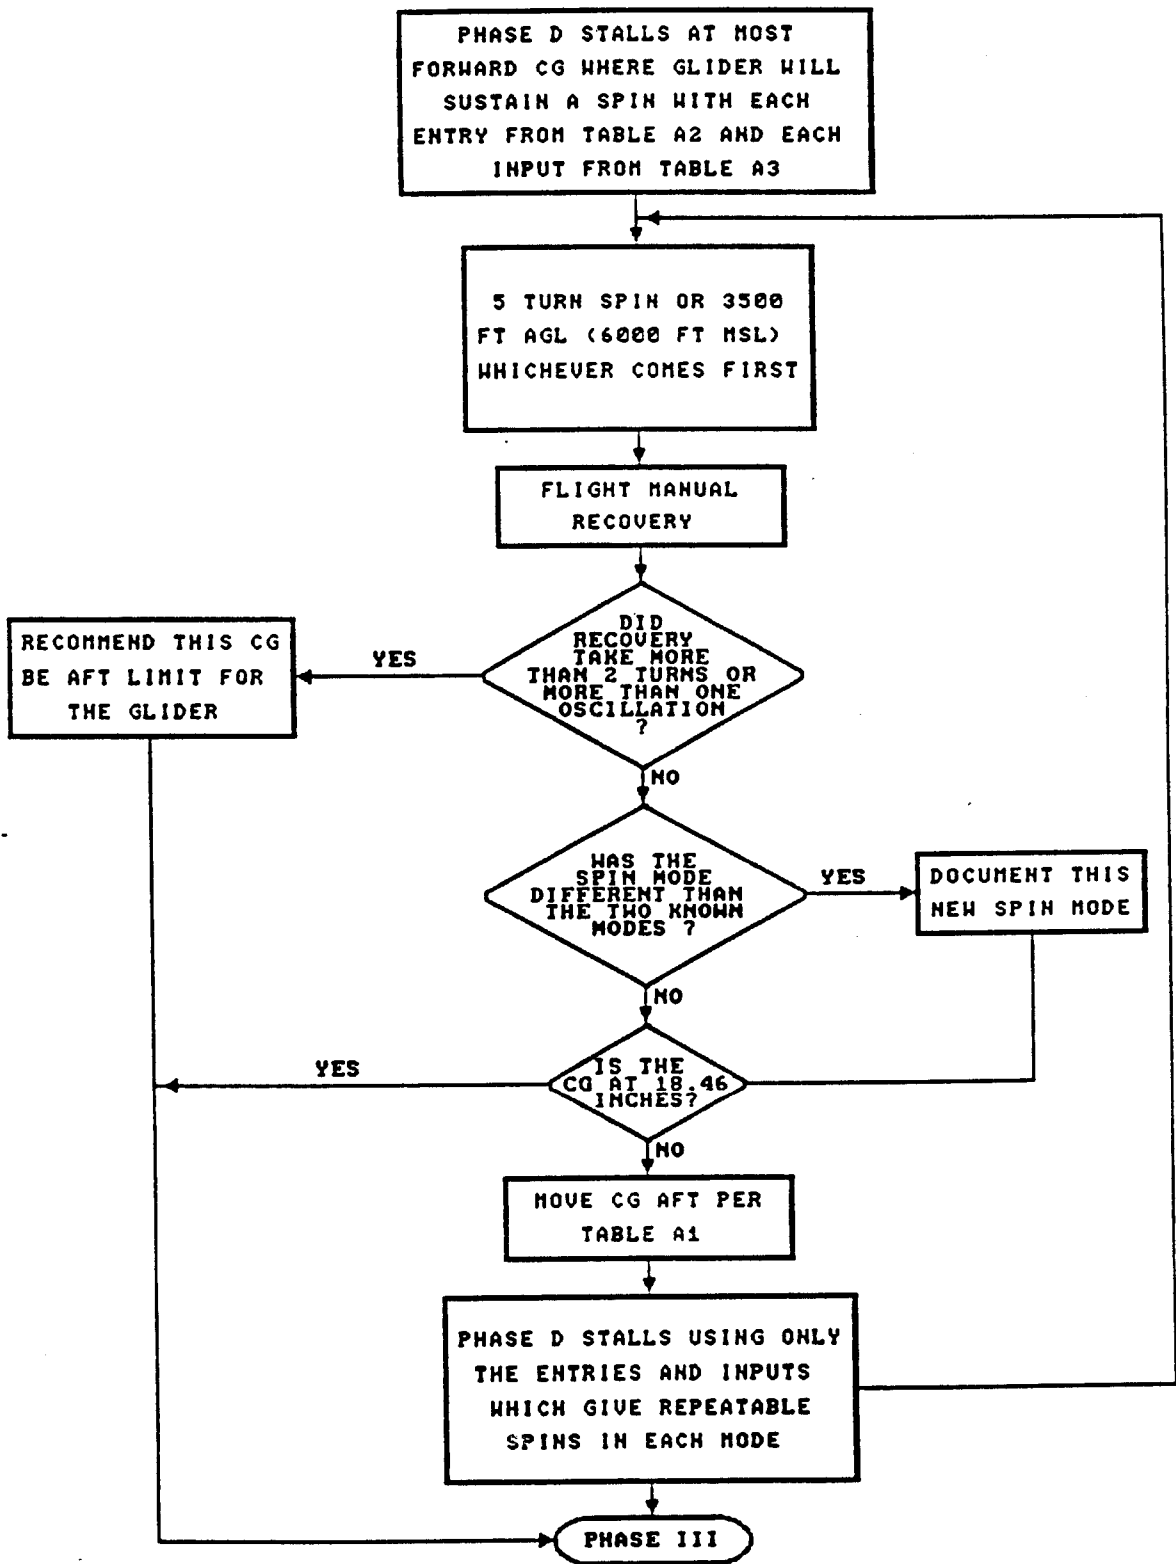 PHASE D STALLS AT MOST
FORWARD CG WHERE GLIDER WILL
SUSTAIN A SPIN WITH EACH
ENTRY FROM TABLE A2 AND EACH
INPUT FROM TABLE A3
5 TURN SPIN OR 3500
FT AGL (6000 FT MSL)
WHICHEVER COMES FIRST
FLIGHT MANUAL
RECOVERY
DID
RECOVERY
TAKE MORE
THAN 2 TURNS OR
MORE THAN ONE
OSCILLATION
?
YES
RECOMMEND THIS CG
BE AFT LIMIT FOR
THE GLIDER
NO
WAS THE
SPIN MODE
DIFFERENT THAN
THE TWO KNOWN
MODES ?
YES
DOCUMENT THIS
NEW SPIN MODE
NO
IS THE
CG AT 18.46
INCHES?
YES
NO
MOVE CG AFT PER
TABLE A1
PHASE D STALLS USING ONLY
THE ENTRIES AND INPUTS
WHICH GIVE REPEATABLE
SPINS IN EACH MODE
PHASE III